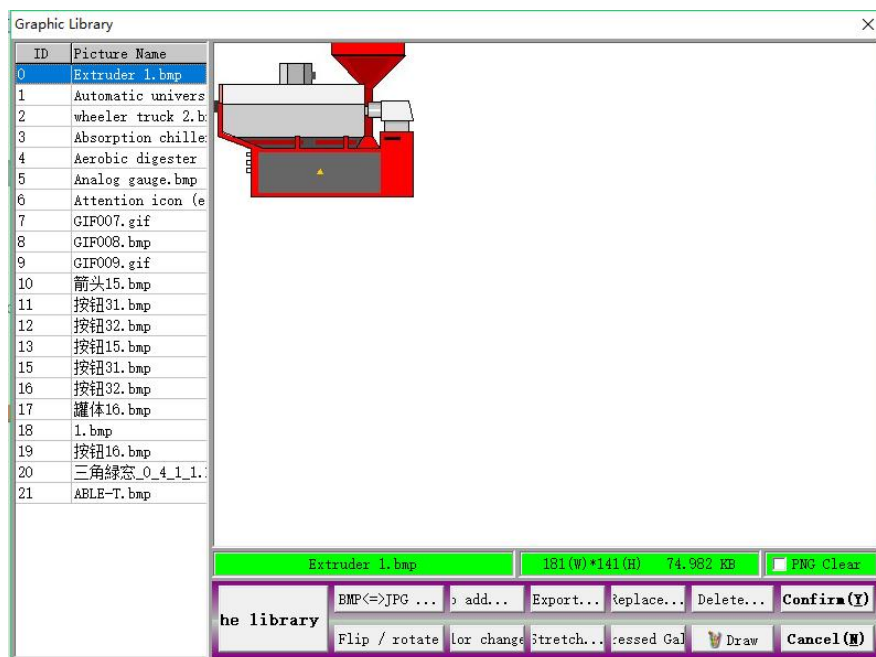 Graphic Library
ID Picture Name
0 Extruder 1.bmp
1 Automatic univers
2 wheeler truck 2.b
3 Absorption chille
4 Aerobic digester
5 Analog gauge.bmp
6 Attention icon (e
7 GIF007.gif
8 GIF008.bmp
9 GIF009.gif
10 箭头15.bmp
11 按钮31.bmp
12 按钮32.bmp
13 按钮15.bmp
15 按钮31.bmp
16 按钮32.bmp
17 罐体16.bmp
18 1.bmp
19 按钮16.bmp
20 三角緑窓_0_4_1_1.
21 ABLE-T.bmp
Extruder 1.bmp 181(W)*141(H) 74.982 KB PNG Clear
he library
BMP<=>JPG ... add... Export... Replace... Delete... Confirm(Y)
Flip / rotate lor change Stretch... ressed Gal Draw Cancel(N)